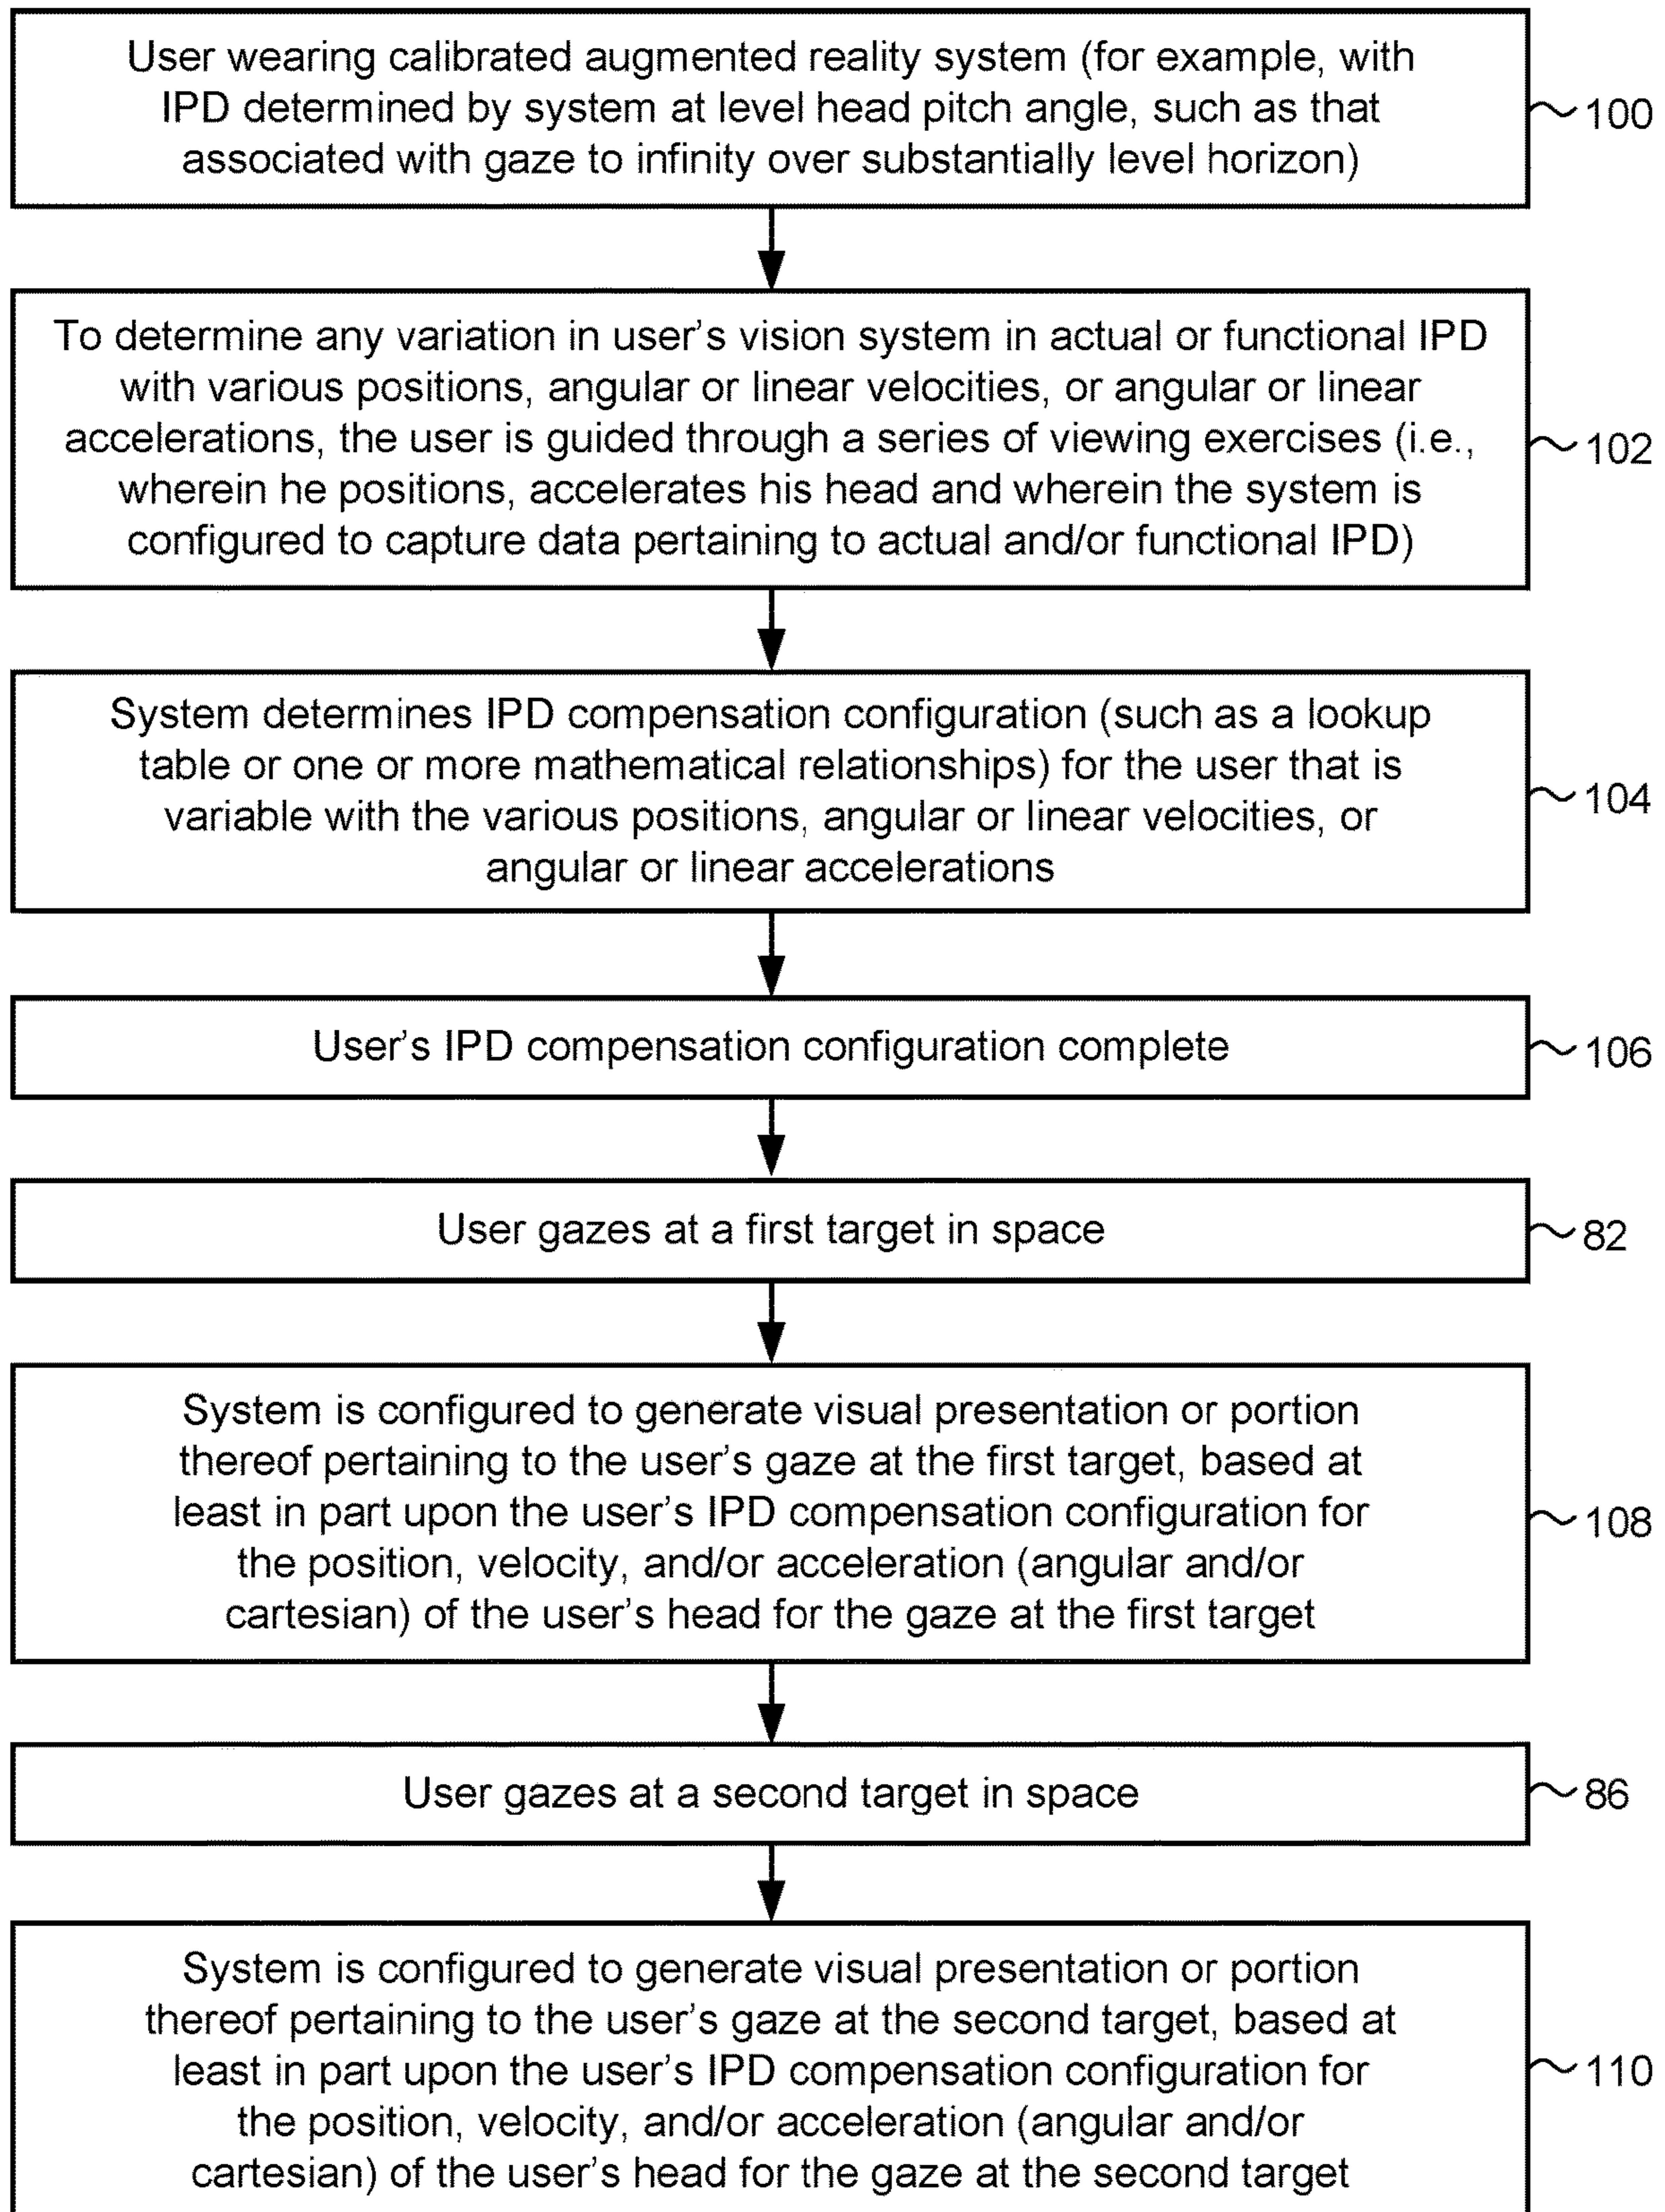 User wearing calibrated augmented reality system (for example, with
IPD determined by system at level head pitch angle, such as that
associated with gaze to infinity over substantially level horizon)
100
To determine any variation in user's vision system in actual or functional IPD
with various positions, angular or linear velocities, or angular or linear
accelerations, the user is guided through a series of viewing exercises (i.e.,
wherein he positions, accelerates his head and wherein the system is
configured to capture data pertaining to actual and/or functional IPD)
102
System determines IPD compensation configuration (such as a lookup
table or one or more mathematical relationships) for the user that is
variable with the various positions, angular or linear velocities, or
angular or linear accelerations
104
User's IPD compensation configuration complete
106
User gazes at a first target in space
82
System is configured to generate visual presentation or portion
thereof pertaining to the user's gaze at the first target, based at
least in part upon the user's IPD compensation configuration for
the position, velocity, and/or acceleration (angular and/or
cartesian) of the user's head for the gaze at the first target
108
User gazes at a second target in space
86
System is configured to generate visual presentation or portion
thereof pertaining to the user's gaze at the second target, based at
least in part upon the user's IPD compensation configuration for
the position, velocity, and/or acceleration (angular and/or
cartesian) of the user's head for the gaze at the second target
110